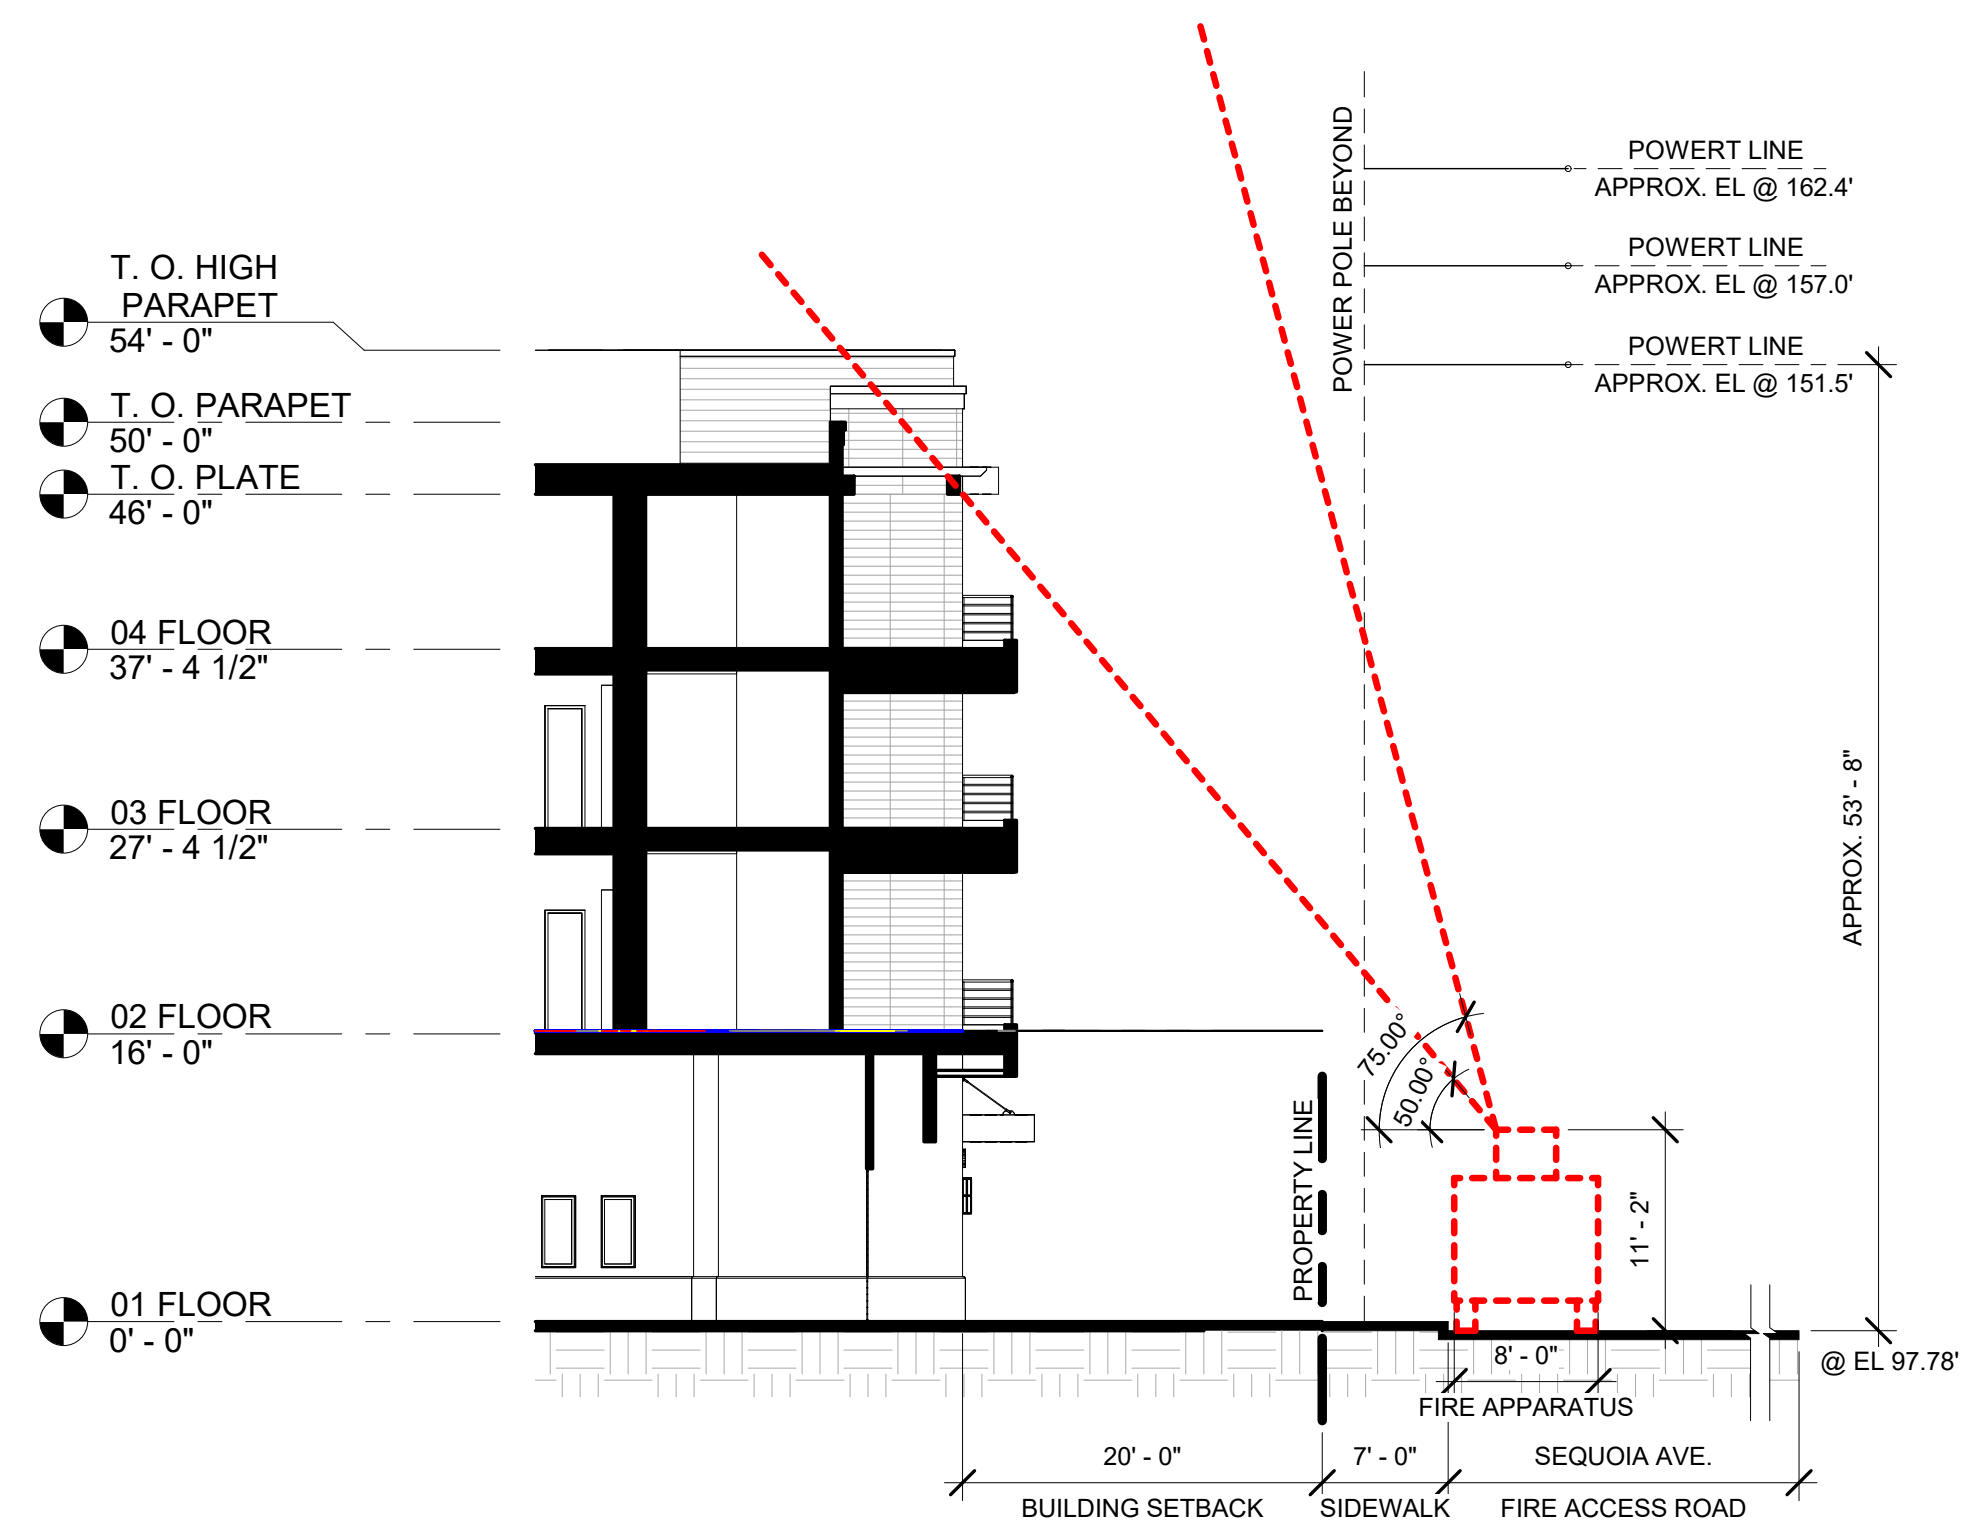 T. O. HIGH
PARAPET
54' - 0"
T. O. PARAPET
50' - 0"
T. O. PLATE
46' - 0"
04 FLOOR
37' - 4 1/2"
03 FLOOR
27' - 4 1/2"
02 FLOOR
16' - 0"
01 FLOOR
0' - 0"
POWER POLE BEYOND
POWERT LINE
APPROX. EL @ 162.4'
POWERT LINE
APPROX. EL @ 157.0'
POWERT LINE
APPROX. EL @ 151.5'
APPROX. 53' - 8"
75.00°
50.00°
PROPERTY LINE
11' - 2"
8' - 0"
@ EL 97.78'
FIRE APPARATUS
20' - 0"
7' - 0"
SEQUOIA AVE.
BUILDING SETBACK
SIDEWALK
FIRE ACCESS ROAD